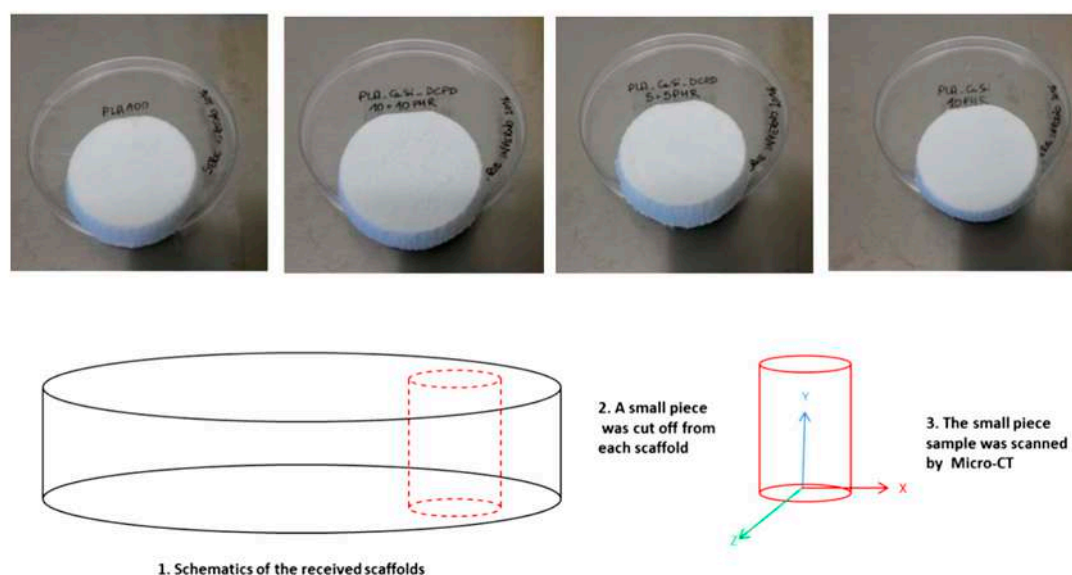 PLA100
PLA_CaSi_DCPD
10+10PHR
PLA_CaSi_DCPD
5+5PHR
PLA_CaSi
10PHR
2. A small piece
was cut off from
each scaffold
Y
X
Z
3. The small piece
sample was scanned
by Micro-CT
1. Schematics of the received scaffolds